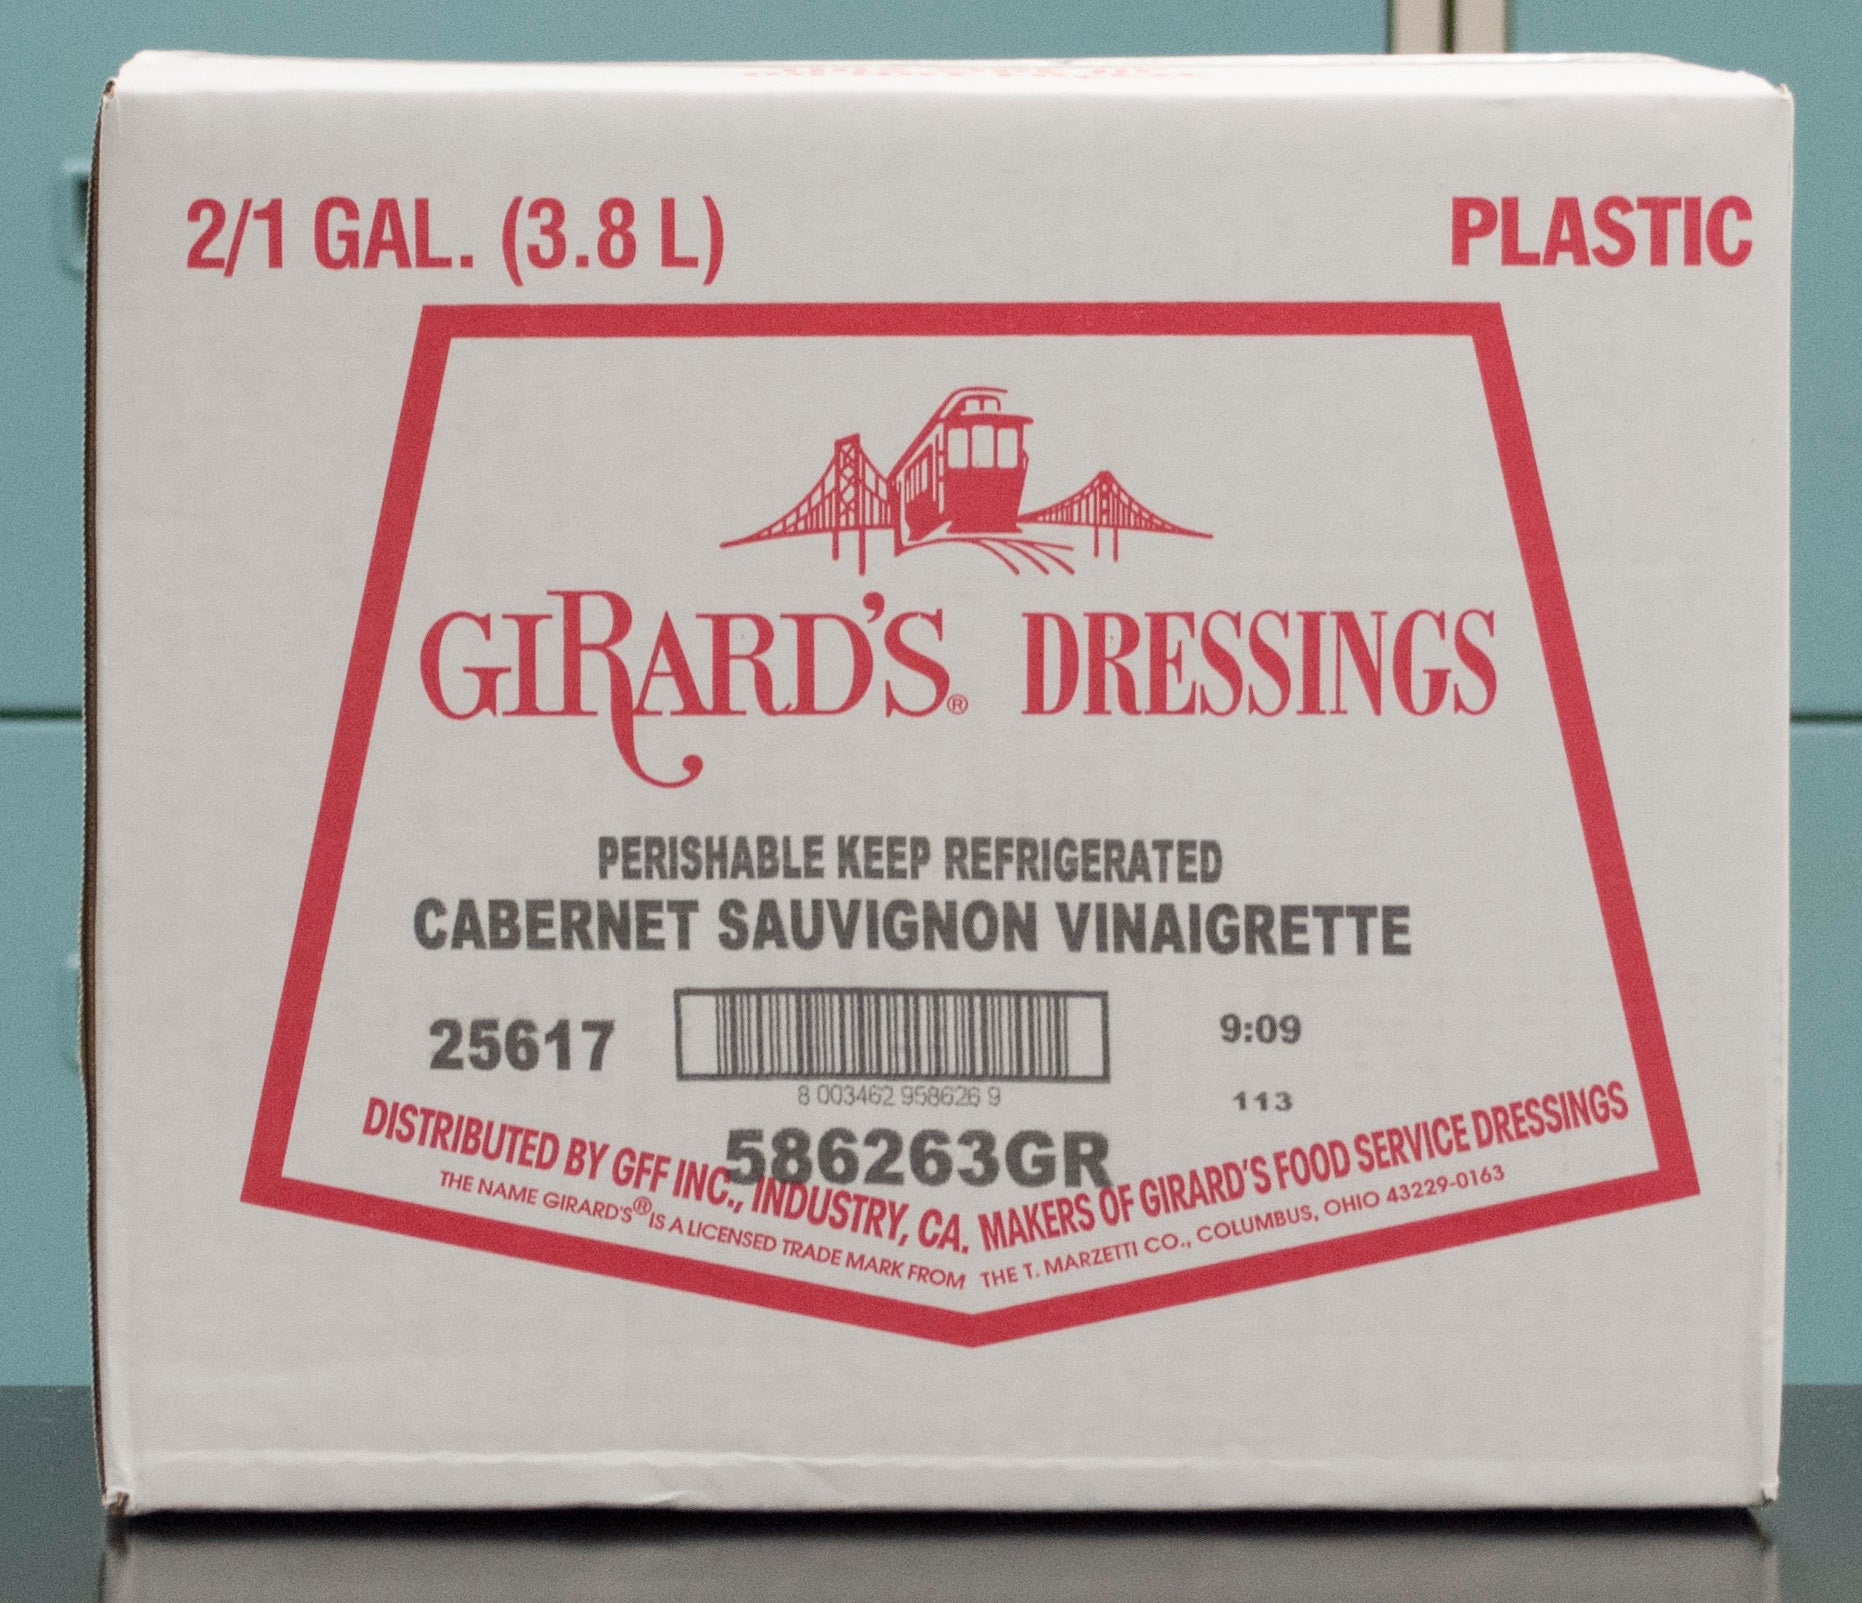 2/1 GAL. (3.8 L)
PLASTIC
GIRARD'S® DRESSINGS
PERISHABLE KEEP REFRIGERATED
CABERNET SAUVIGNON VINAIGRETTE
25617
9:09
8 003462 958626 9
113
586263GR
DISTRIBUTED BY GFF INC., INDUSTRY, CA. MAKERS OF GIRARD'S FOOD SERVICE DRESSINGS
THE NAME GIRARD'S® IS A LICENSED TRADE MARK FROM THE T. MARZETTI CO., COLUMBUS, OHIO 43229-0163